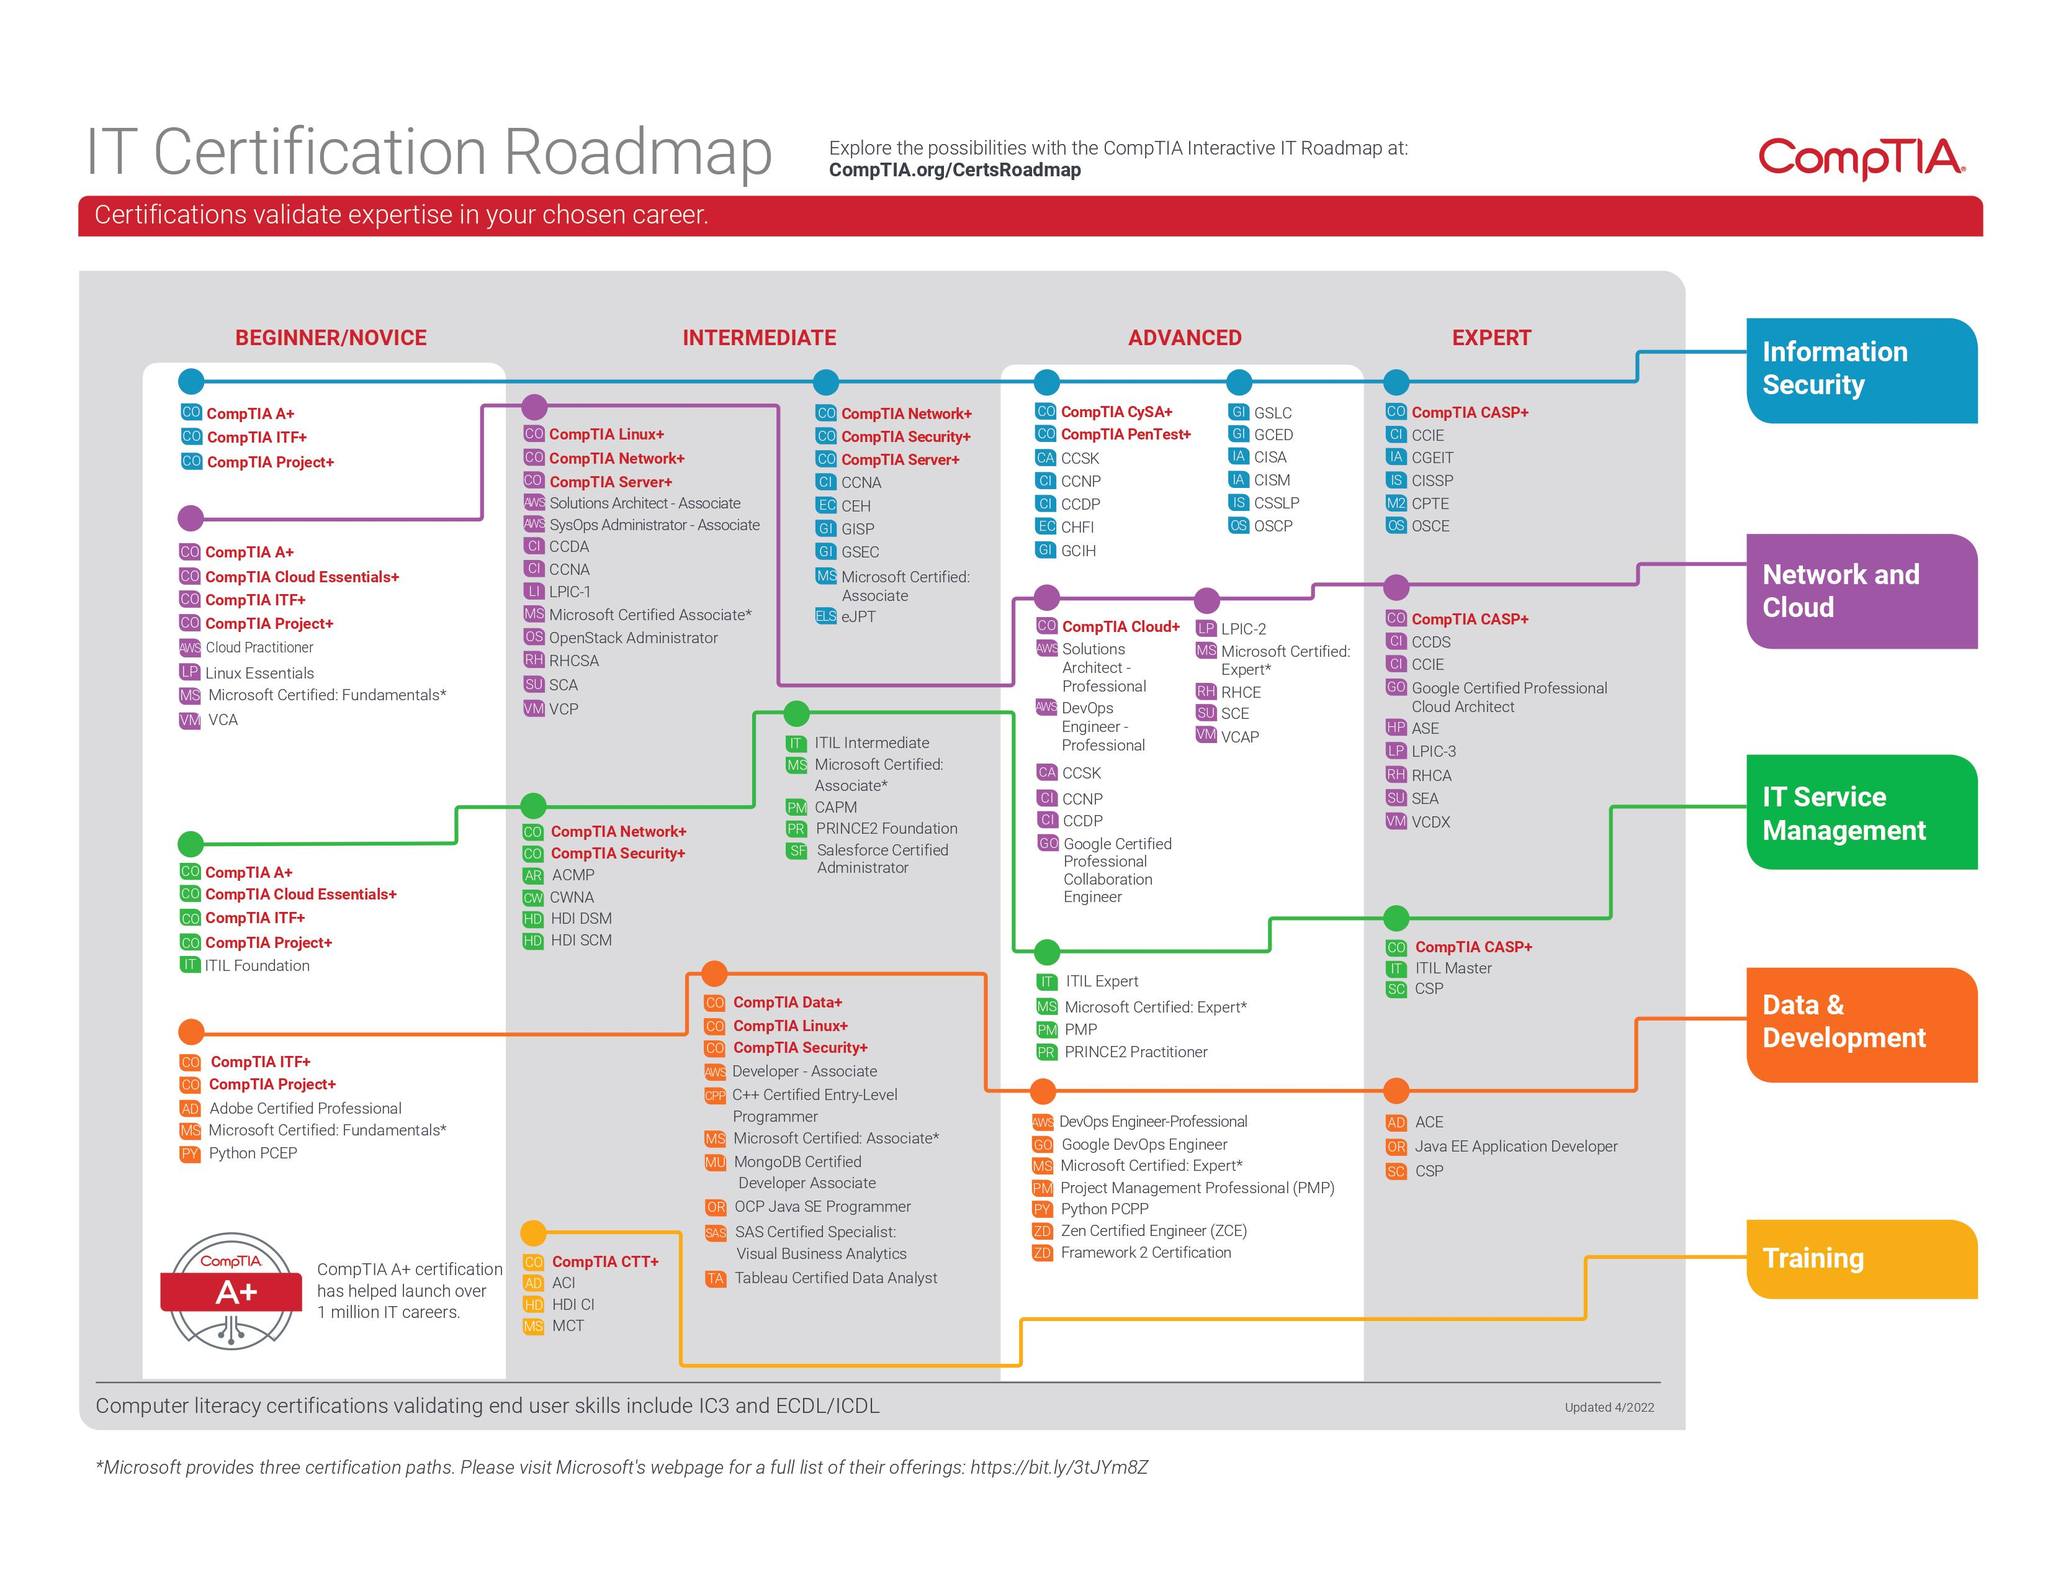 IT Certification Roadmap
Explore the possibilities with the CompTIA Interactive IT Roadmap at:
CompTIA.org/CertsRoadmap
CompTIA®
Certifications validate expertise in your chosen career.
BEGINNER/NOVICE
INTERMEDIATE
ADVANCED
EXPERT
Information
Security
CO CompTIA A+
CO CompTIA ITF+
CO CompTIA Project+
CO CompTIA Network+
CO CompTIA Security+
CO CompTIA Server+
CI CCNA
EC CEH
GI GISP
GI GSEC
MS Microsoft Certified:
Associate
ELS eJPT
CO CompTIA CySA+
CO CompTIA PenTest+
CA CCSK
CI CCNP
CI CCDP
EC CHFI
GI GCIH
GI GSLC
GI GCED
IA CISA
IA CISM
IS CSSLP
OS OSCP
CO CompTIA CASP+
CI CCIE
IA CGEIT
IS CISSP
M2 CPTE
OS OSCE
Network and
Cloud
CO CompTIA A+
CO CompTIA Cloud Essentials+
CO CompTIA ITF+
CO CompTIA Project+
AWS Cloud Practitioner
LP Linux Essentials
MS Microsoft Certified: Fundamentals*
VM VCA
CO CompTIA Linux+
CO CompTIA Network+
CO CompTIA Server+
AWS Solutions Architect - Associate
AWS SysOps Administrator - Associate
CI CCDA
CI CCNA
LI LPIC-1
MS Microsoft Certified Associate*
OS OpenStack Administrator
RH RHCSA
SU SCA
VM VCP
CO CompTIA Cloud+
AWS Solutions
Architect -
Professional
AWS DevOps
Engineer -
Professional
CA CCSK
CI CCNP
CI CCDP
GO Google Certified
Professional
Collaboration
Engineer
LP LPIC-2
MS Microsoft Certified:
Expert*
RH RHCE
SU SCE
VM VCAP
CO CompTIA CASP+
CI CCDS
CI CCIE
GO Google Certified Professional
Cloud Architect
HP ASE
LP LPIC-3
RH RHCA
SU SEA
VM VCDX
IT Service
Management
CO CompTIA A+
CO CompTIA Cloud Essentials+
CO CompTIA ITF+
CO CompTIA Project+
IT ITIL Foundation
CO CompTIA Network+
CO CompTIA Security+
AR ACMP
CW CWNA
HD HDI DSM
HD HDI SCM
IT ITIL Intermediate
MS Microsoft Certified:
Associate*
PM CAPM
PR PRINCE2 Foundation
SF Salesforce Certified
Administrator
IT ITIL Expert
MS Microsoft Certified: Expert*
PM PMP
PR PRINCE2 Practitioner
CO CompTIA CASP+
IT ITIL Master
SC CSP
Data &
Development
CO CompTIA ITF+
CO CompTIA Project+
AD Adobe Certified Professional
MS Microsoft Certified: Fundamentals*
PY Python PCEP
CO CompTIA Data+
CO CompTIA Linux+
CO CompTIA Security+
AWS Developer - Associate
CPP C++ Certified Entry-Level
Programmer
MS Microsoft Certified: Associate*
MU MongoDB Certified
Developer Associate
OR OCP Java SE Programmer
SAS SAS Certified Specialist:
Visual Business Analytics
TA Tableau Certified Data Analyst
AWS DevOps Engineer-Professional
GO Google DevOps Engineer
MS Microsoft Certified: Expert*
PM Project Management Professional (PMP)
PY Python PCPP
ZD Zen Certified Engineer (ZCE)
ZD Framework 2 Certification
AD ACE
OR Java EE Application Developer
SC CSP
Training
CO CompTIA CTT+
AD ACI
HD HDI CI
MS MCT
CompTIA.
A+
CompTIA A+ certification
has helped launch over
1 million IT careers.
Computer literacy certifications validating end user skills include IC3 and ECDL/ICDL
Updated 4/2022
*Microsoft provides three certification paths. Please visit Microsoft's webpage for a full list of their offerings: https://bit.ly/3tJYm8Z